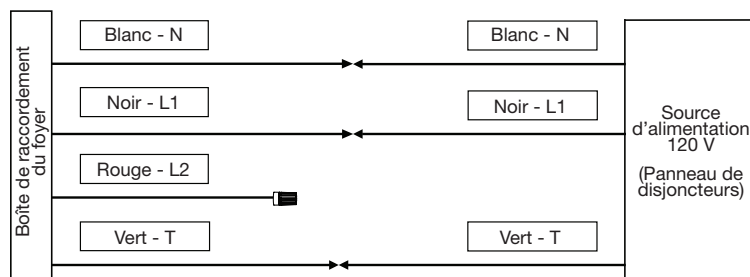 Boîte de raccordement
du foyer
Blanc - N
Blanc - N
Noir - L1
Noir - L1
Rouge - L2
Vert - T
Vert - T
Source
d'alimentation
120 V
(Panneau de
disjoncteurs)